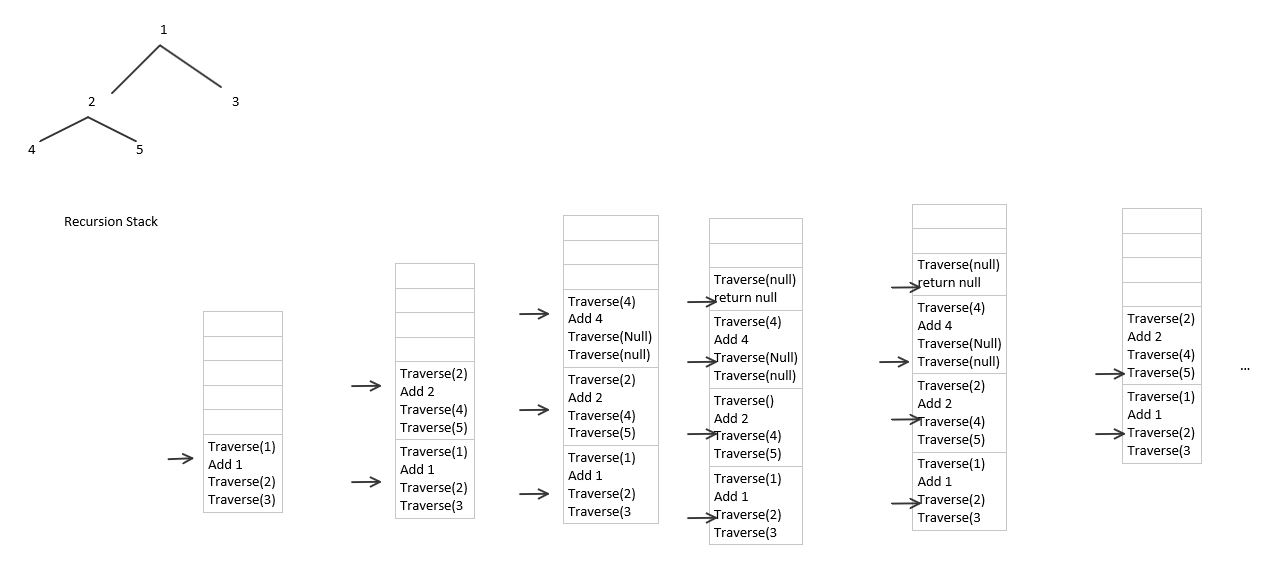 1
2
3
4
5
Recursion Stack
Traverse(1)
Add 1
Traverse(2)
Traverse(3)
Traverse(2)
Add 2
Traverse(4)
Traverse(5)
Traverse(1)
Add 1
Traverse(2)
Traverse(3
Traverse(4)
Add 4
Traverse(Null)
Traverse(null)
Traverse(2)
Add 2
Traverse(4)
Traverse(5)
Traverse(1)
Add 1
Traverse(2)
Traverse(3
Traverse(null)
return null
Traverse(4)
Add 4
Traverse(Null)
Traverse(null)
Traverse()
Add 2
Traverse(4)
Traverse(5)
Traverse(1)
Add 1
Traverse(2)
Traverse(3
Traverse(null)
return null
Traverse(4)
Add 4
Traverse(Null)
Traverse(null)
Traverse(2)
Add 2
Traverse(4)
Traverse(5)
Traverse(1)
Add 1
Traverse(2)
Traverse(3
Traverse(2)
Add 2
Traverse(4)
Traverse(5)
Traverse(1)
Add 1
Traverse(2)
Traverse(3
...